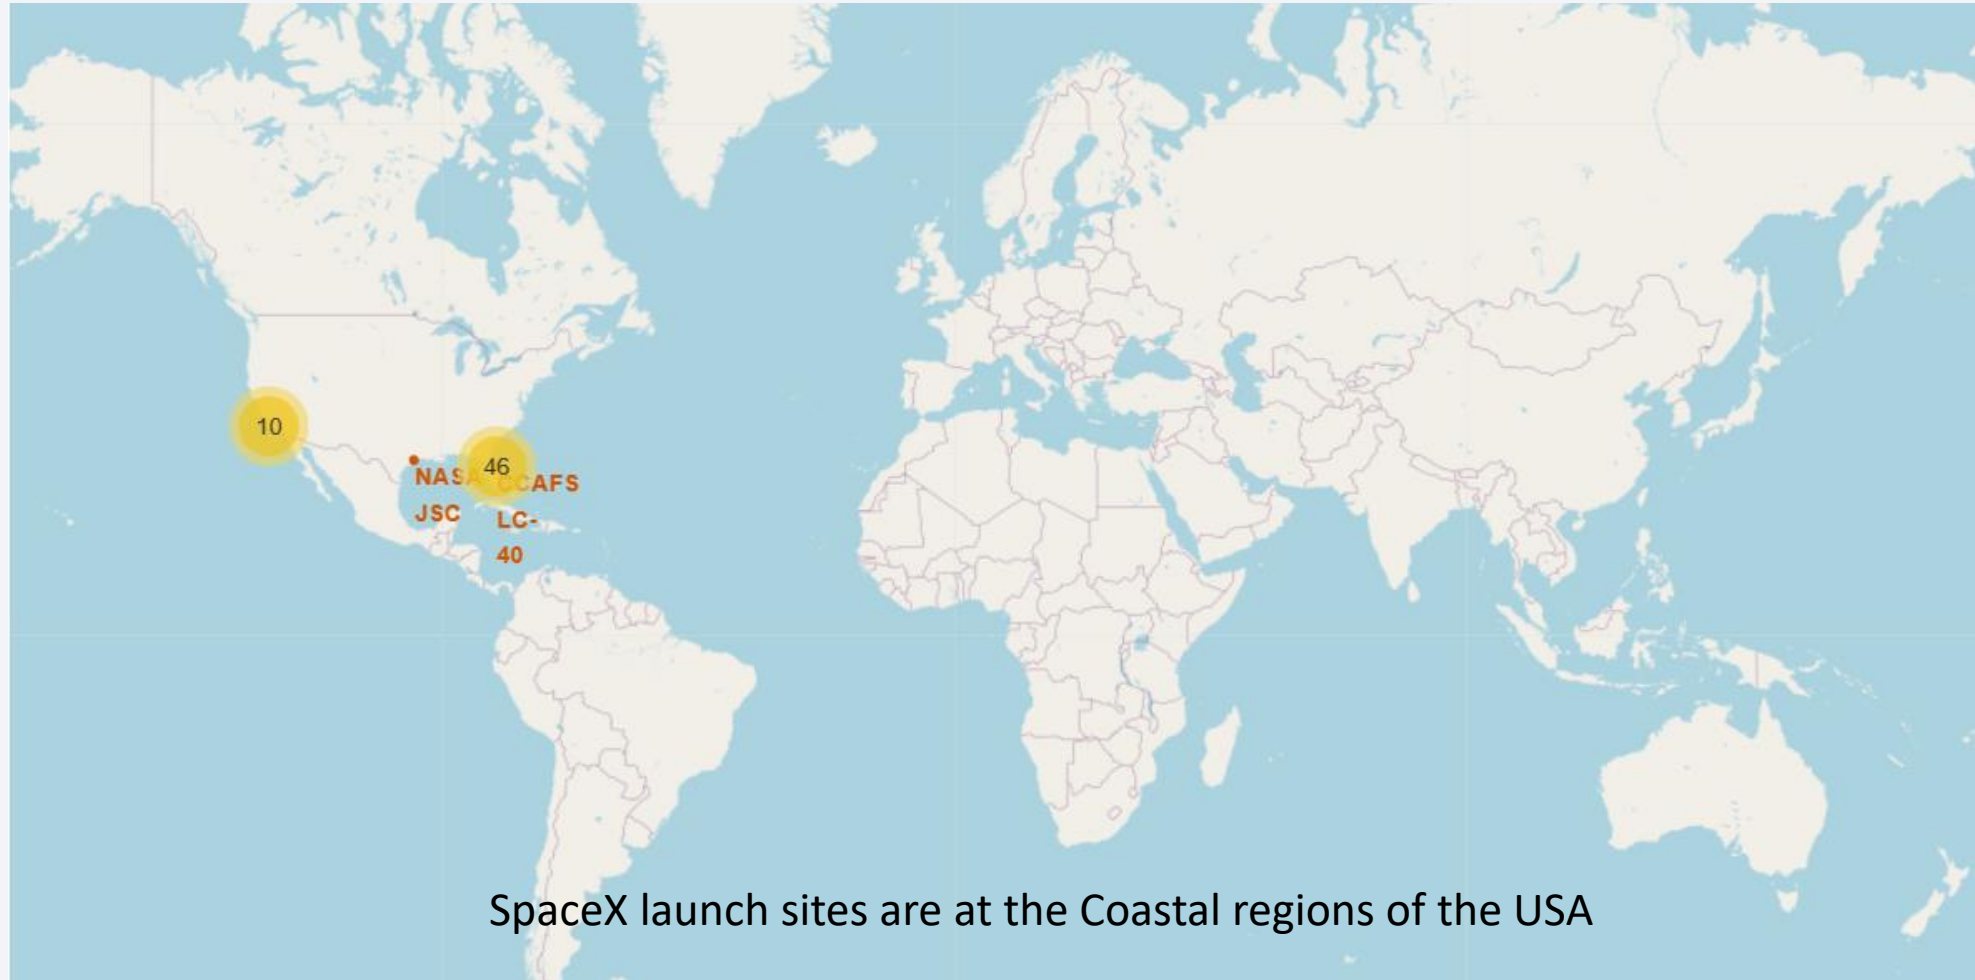 10
46
NASA CCAFS
JSC LC-
40
SpaceX launch sites are at the Coastal regions of the USA